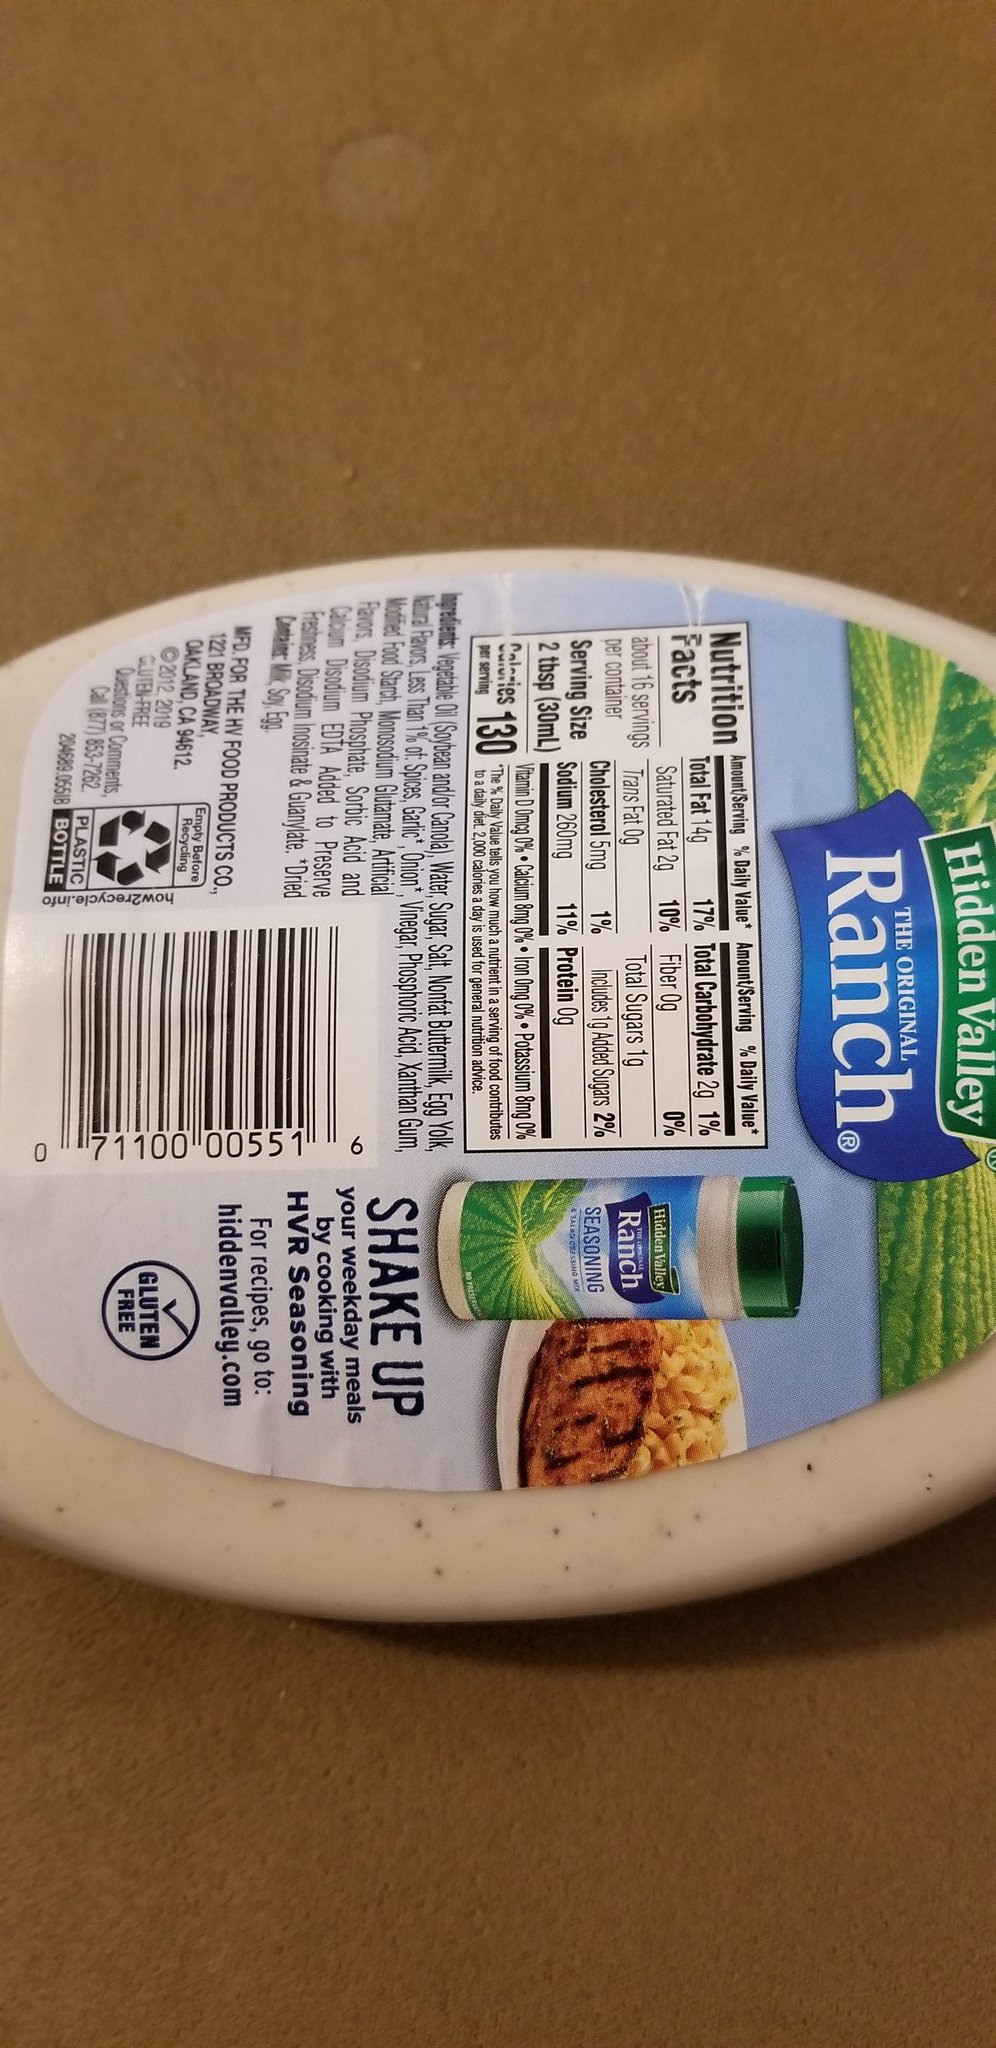 Hidden Valley®
THE ORIGINAL
Ranch®
Nutrition
Facts
about 16 servings
per container
Serving Size
2 tbsp (30mL)
Calories 130
per serving
Amount/Serving % Daily Value*
Total Fat 14g 17%
Saturated Fat 2g 10%
Trans Fat 0g
Cholesterol 5mg 1%
Sodium 260mg 11%
Amount/Serving % Daily Value*
Total Carbohydrate 2g 1%
Fiber 0g 0%
Total Sugars 1g
Includes 1g Added Sugars 2%
Protein 0g
Vitamin D 0mcg 0% • Calcium 8mg 0% • Iron 0mg 0% • Potassium 8mg 0%
*The % Daily Value tells you how much a nutrient in a serving of food contributes
to a daily diet. 2,000 calories a day is used for general nutrition advice.
Ingredients: Vegetable Oil (Soybean and/or Canola), Water, Sugar, Salt, Nonfat Buttermilk, Egg Yolk,
Natural Flavors, Less Than 1% of: Spices, Garlic*, Onion*, Vinegar, Phosphoric Acid, Xanthan Gum,
Modified Food Starch, Monosodium Glutamate, Artificial
Flavors, Disodium Phosphate, Sorbic Acid and
Calcium Disodium EDTA Added to Preserve
Freshness, Disodium Inosinate & Guanylate. *Dried
Contains: Milk, Soy, Egg.
MFD. FOR THE HV FOOD PRODUCTS CO.,
1221 BROADWAY,
OAKLAND, CA 94612.
©2012, 2019
GLUTEN-FREE
Questions or Comments,
Call (877) 853-7262.
204689.0551B
Empty Before
Recycling
PLASTIC
BOTTLE
how2recycle.info
0 71100 00551 6
Hidden Valley
THE ORIGINAL
Ranch
SEASONING
& SALAD DRESSING MIX
SHAKE UP
your weekday meals
by cooking with
HVR Seasoning
For recipes, go to:
hiddenvalley.com
GLUTEN
FREE